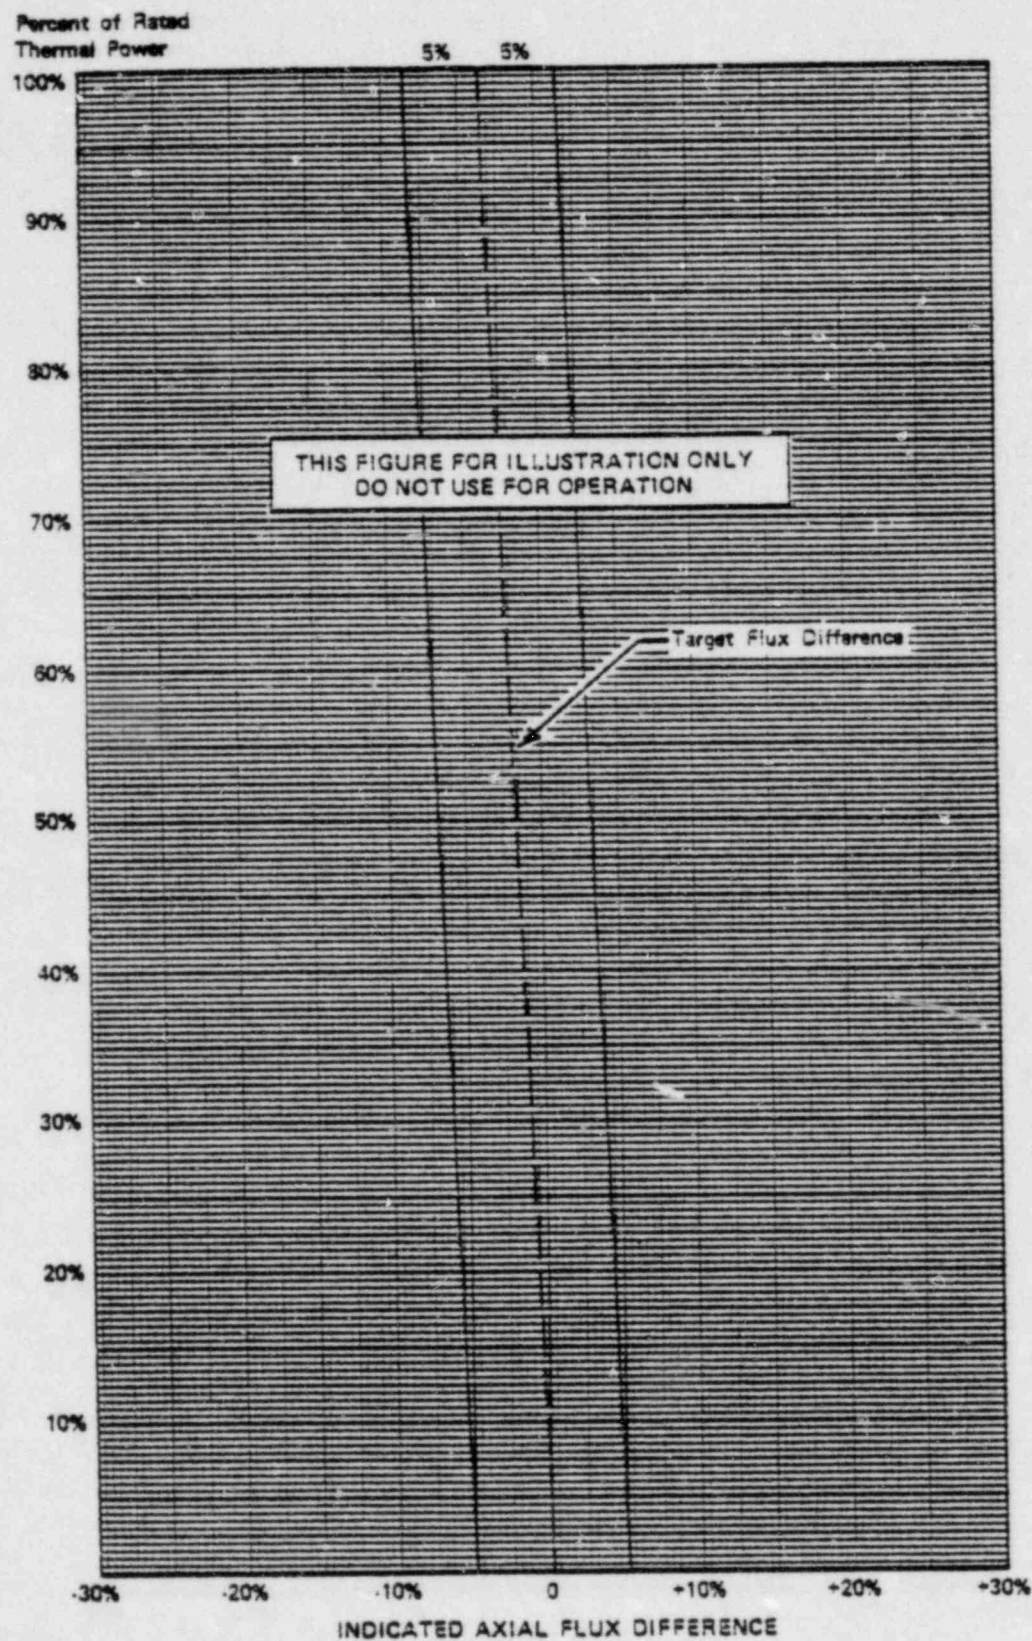 Percent of Rated
Thermal Power
5% 5%
100%
90%
80%
THIS FIGURE FOR ILLUSTRATION ONLY
DO NOT USE FOR OPERATION
70%
Target Flux Difference
60%
50%
40%
30%
20%
10%
-30% -20% -10% 0 +10% +20% +30%
INDICATED AXIAL FLUX DIFFERENCE